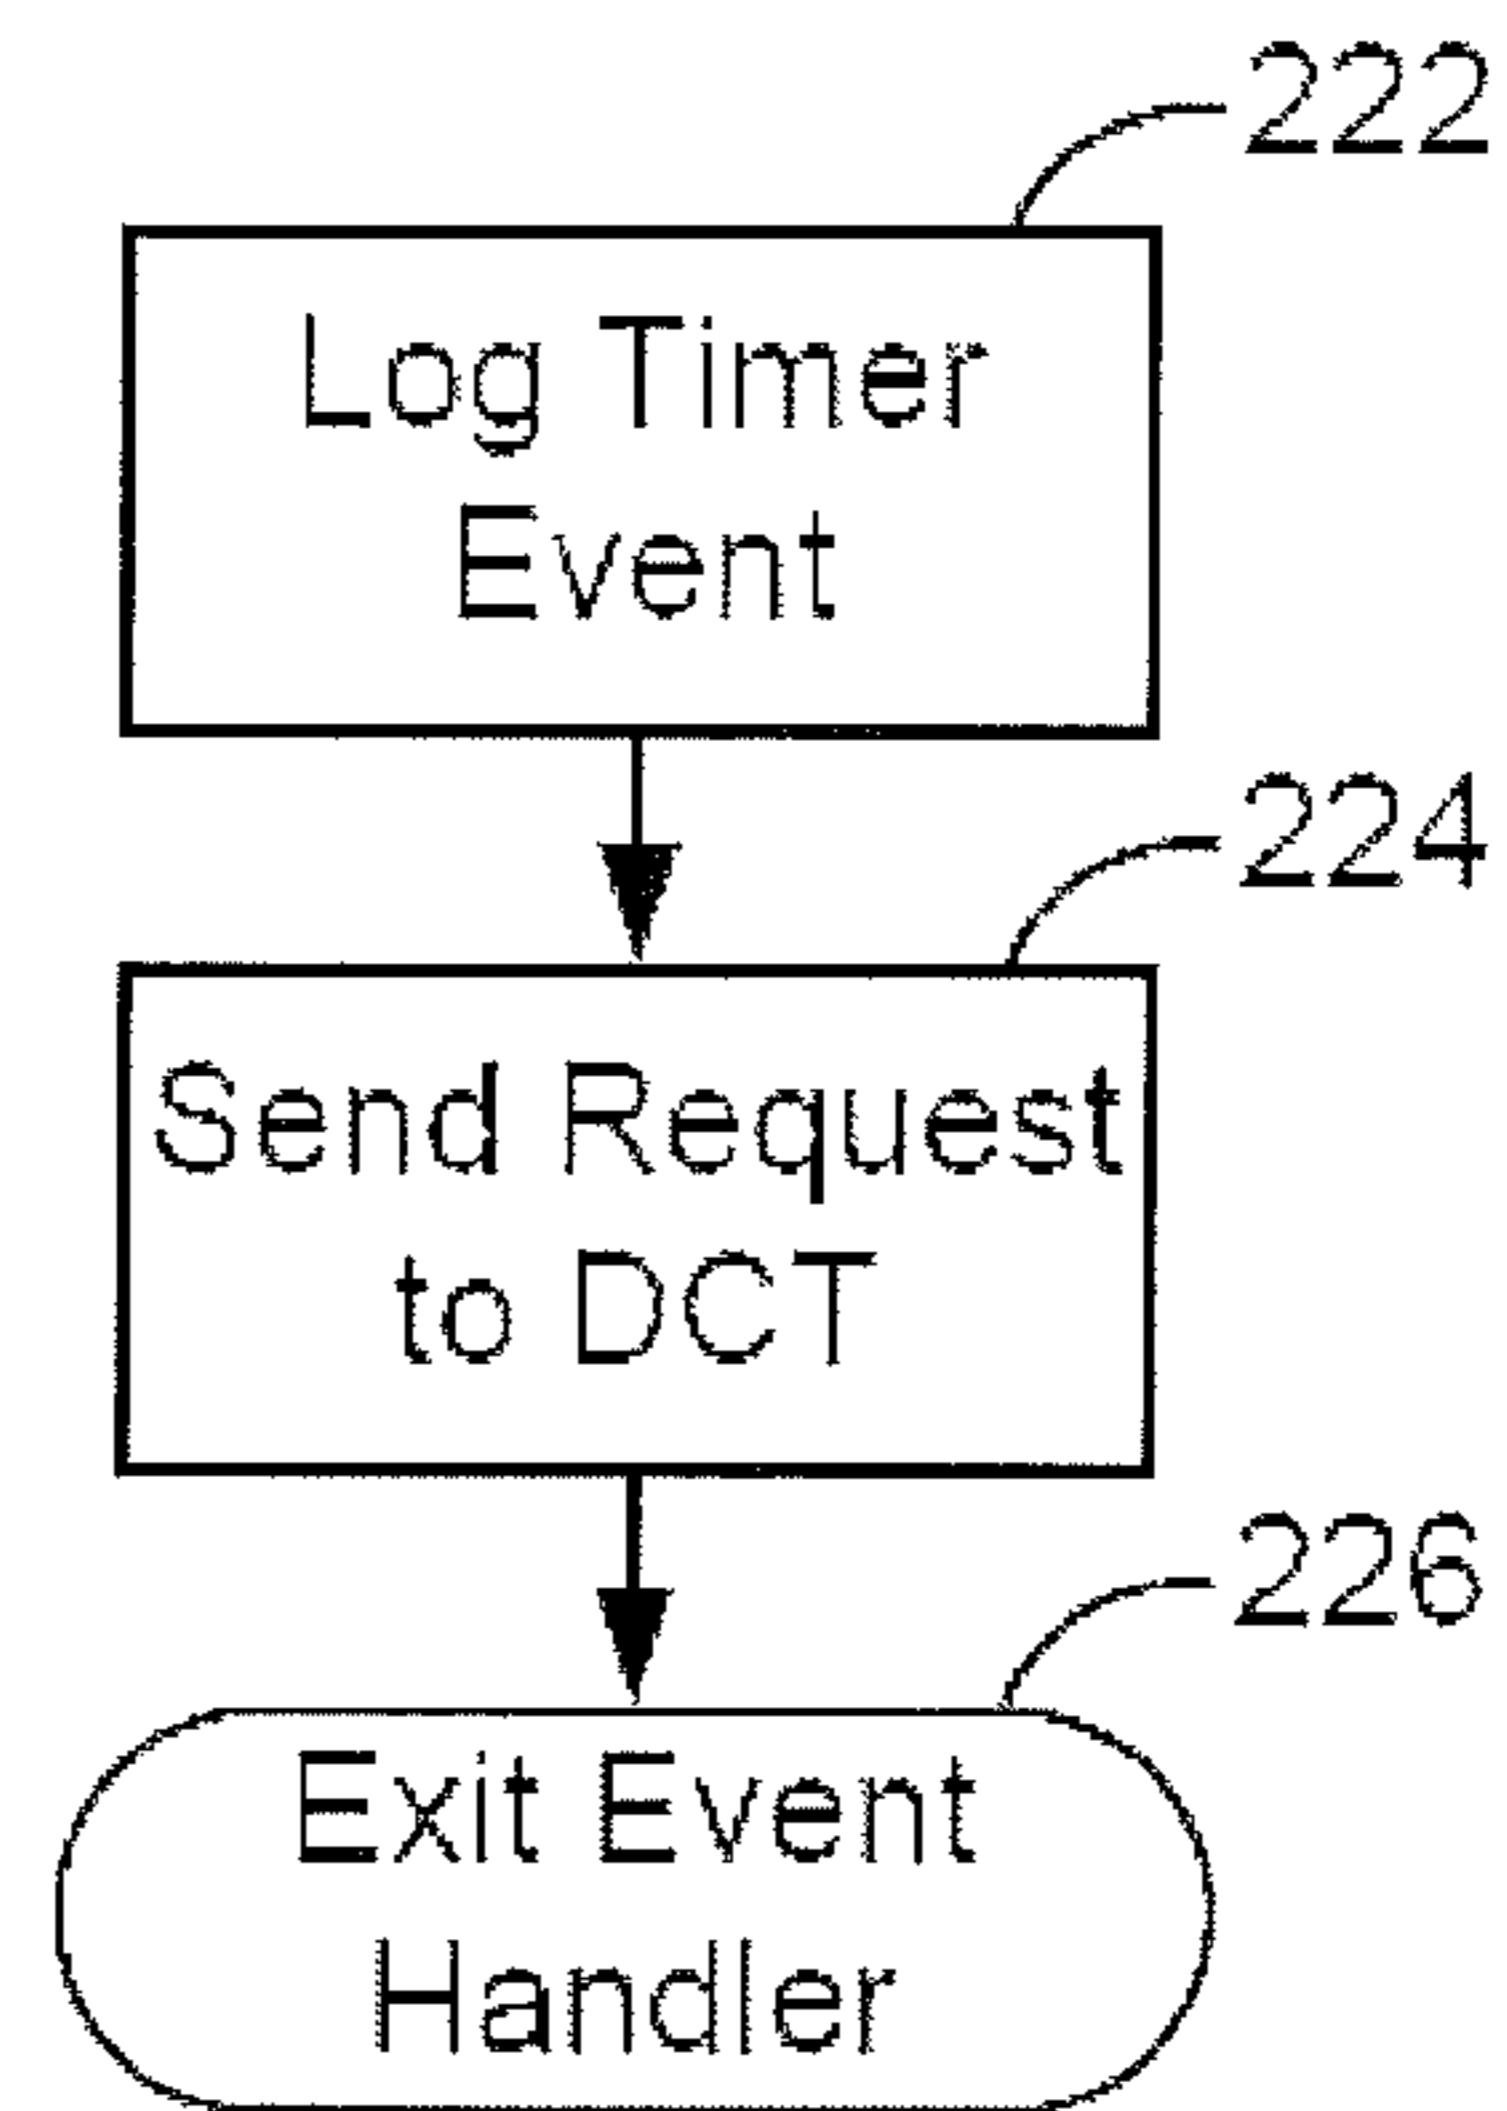 222
Log Timer
Event
224
Send Request
to DCT
226
Exit Event
Handler